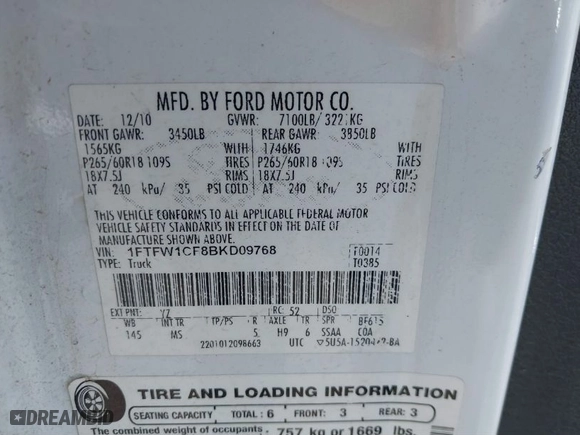 MFD. BY FORD MOTOR CO.
DATE: 12/10 GVWR: 7100LB/ 322 KG
FRONT GAWR: 3450LB REAR GAWR: 3850LB
1565KG WITH 1746KG WITH
P265/60R18 109S TIRES P265/60R18 109S TIRES
18X7.5J RIMS 18X7.5J RIMS
AT 240 kPa/ 35 PSI COLD AT 240 kPa/ 35 PSI COLD
THIS VEHICLE CONFORMS TO ALL APPLICABLE FEDERAL MOTOR
VEHICLE SAFETY STANDARDS IN EFFECT ON THE DATE OF
MANUFACTURE SHOWN ABOVE.
VIN: 1FTFW1CF8BKD09768 F0014
TYPE: Truck T0385
EXT PNT: YZ RC: 52 DSO:
WB INT TR TP/PS R AXLE TR SPR BF615
145 MS 5 H9 6 SSAA COA
2201012098663 UTC
TIRE AND LOADING INFORMATION
SEATING CAPACITY TOTAL: 6 FRONT: 3 REAR: 3
The combined weight of occupants 757 kg or 1669 lbs.
DREAMBID